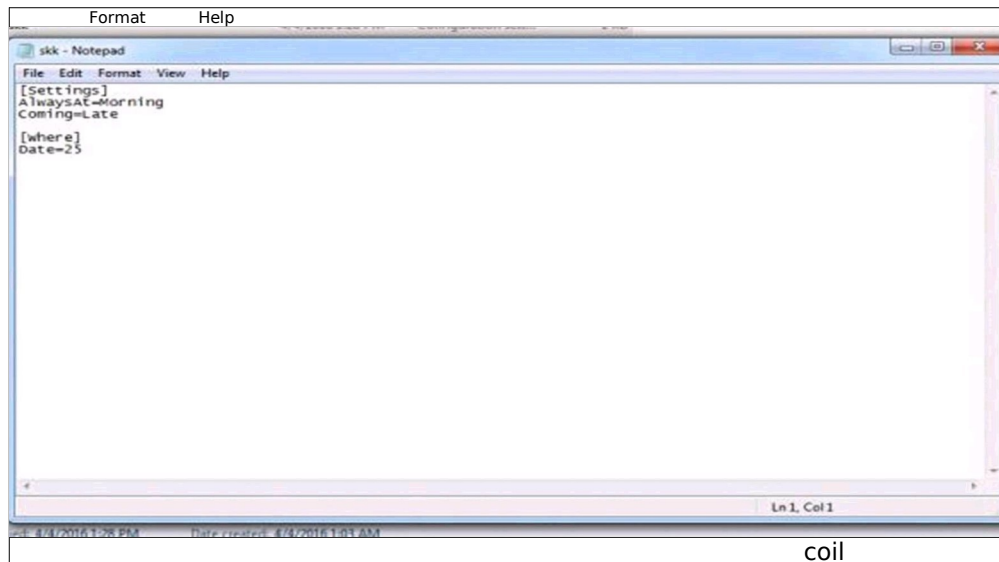 Format Help
skk - Notepad
File Edit Format View Help
[Settings]
AlwaysAt=Morning
Coming=Late
[where]
Date=25
Ln 1, Col 1
4/4/2016 1:28 PM Date created: 4/4/2016 1:03 AM
coil